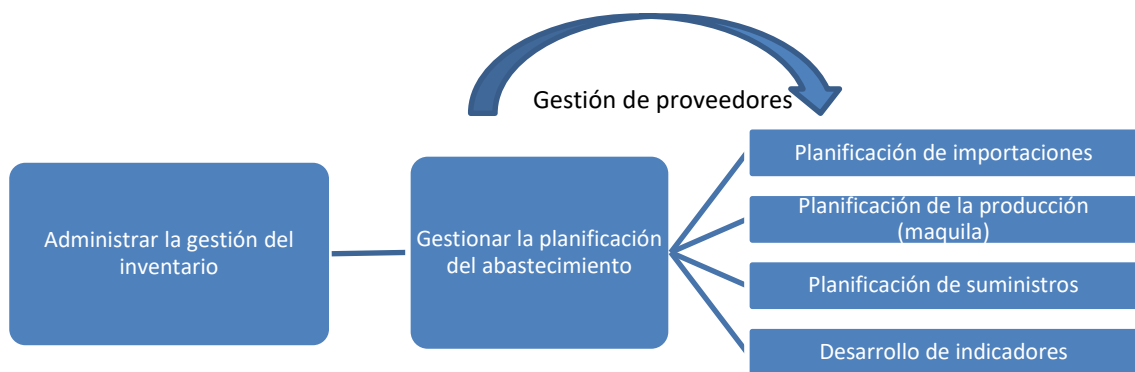 Gestión de proveedores
Administrar la gestión del
inventario
Gestionar la planificación
del abastecimiento
Planificación de importaciones
Planificación de la producción
(maquila)
Planificación de suministros
Desarrollo de indicadores